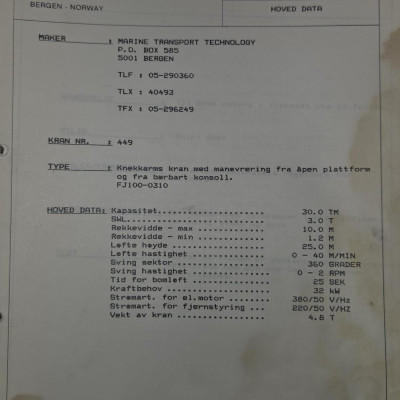 BERGEN - NORWAY
HOVED DATA
MAKER : MARINE TRANSPORT TECHNOLOGY
P.O. BOX 585
5001 BERGEN
TLF : 05-290360
TLX : 40493
TFX : 05-296249
KRAN NR. : 449
TYPE : Knekkarms kran med manøvrering fra åpen plattform
og fra bærbart konsoll.
FJ100-0310
HOVED DATA: Kapasitet...................... 30.0 TM
SWL............................ 3.0 T
Rekkevidde - max .............. 10.0 M
Rekkevidde - min .............. 1.2 M
Løfte høyde ................... 25.0 M
Løfte hastighet ............... 0 - 40 M/MIN
Sving sektor .................. 360 GRADER
Sving hastighet ............... 0 - 2 RPM
Tid for bomløft ............... 25 SEK
Kraftbehov .................... 32 kW
Strømart. for el.motor ........ 380/50 V/Hz
Strømart. for fjernstyring ... 220/50 V/HZ
Vekt av kran .................. 4.8 T